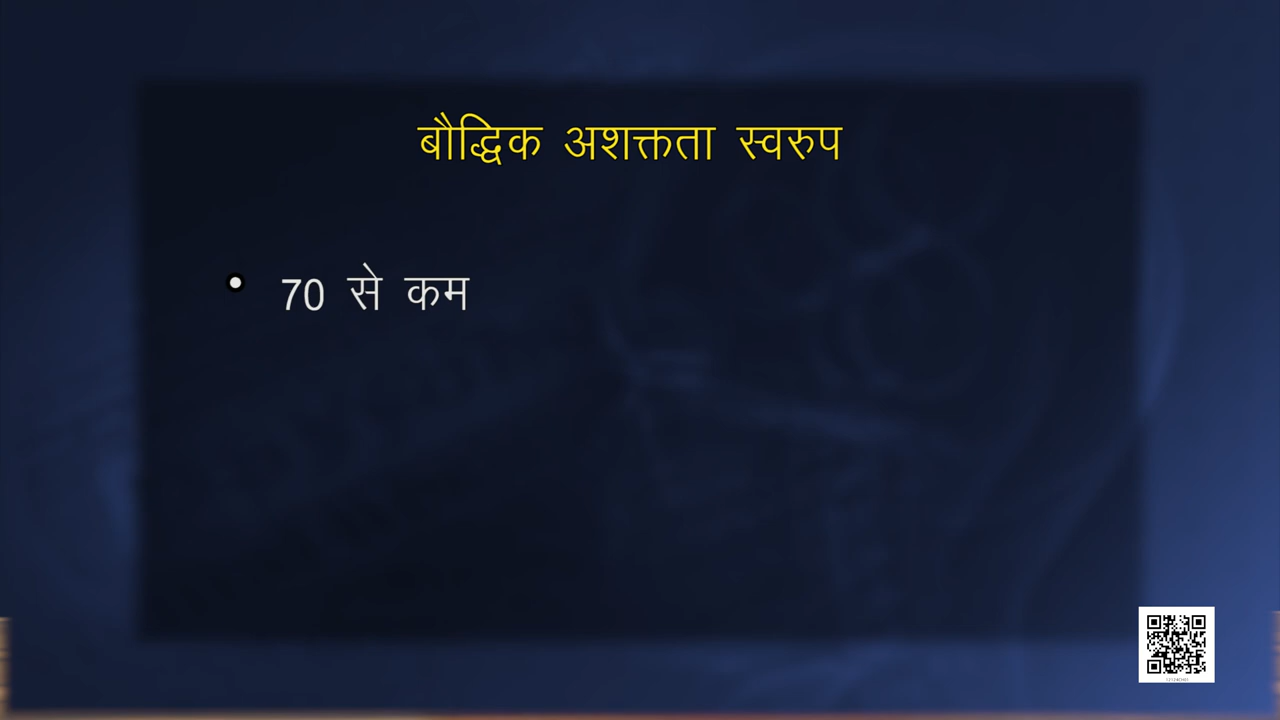 बौद्धिक अशक्तता स्वरुप
• 70 से कम